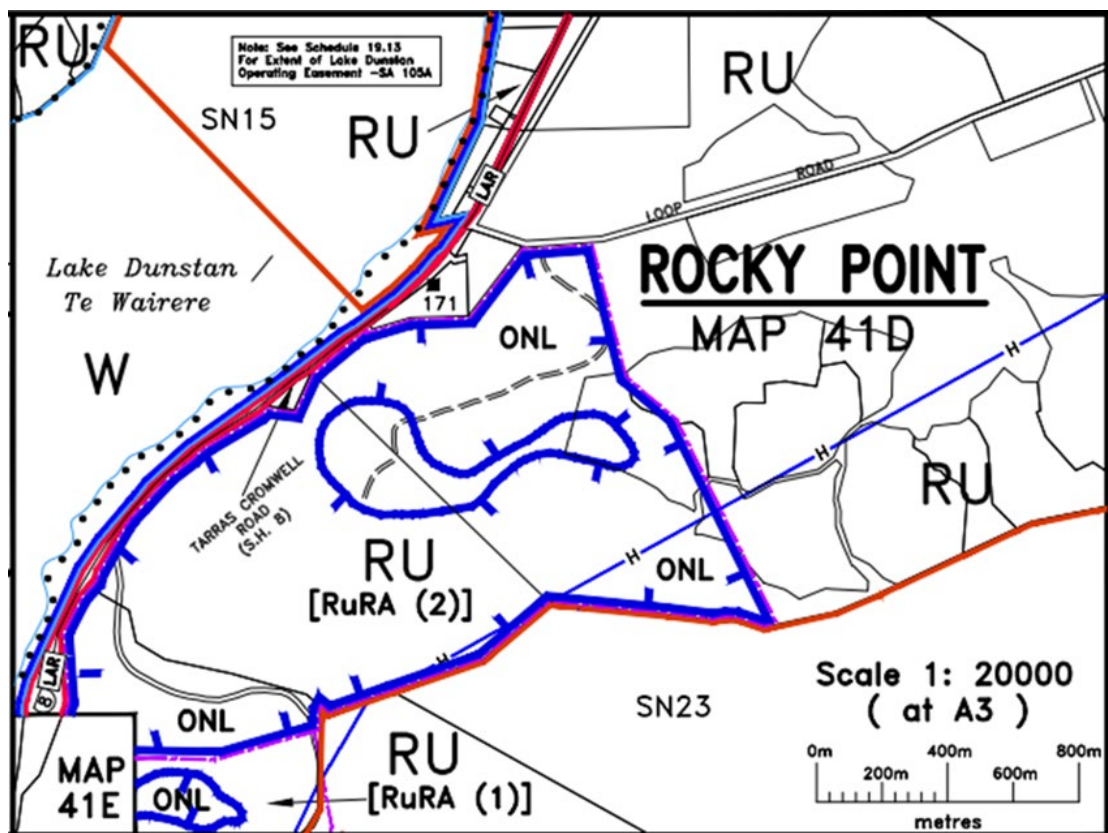 RU
Note: See Schedule 19.13
For Extent of Lake Dunstan
Operating Easement -SA 105A
SN15
RU
RU
LAR
LOOP ROAD
Lake Dunstan
Te Wairere
ROCKY POINT
MAP 41D
171
ONL
W
H
H
RU
TARRAS CROMWELL
ROAD
(S.H. 8)
H
RU
[RuRA (2)]
ONL
H
8
LAR
Scale 1: 20000
( at A3 )
SN23
ONL
RU
[RuRA (1)]
MAP
41E
ONL
0m 400m 800m
200m 600m
metres